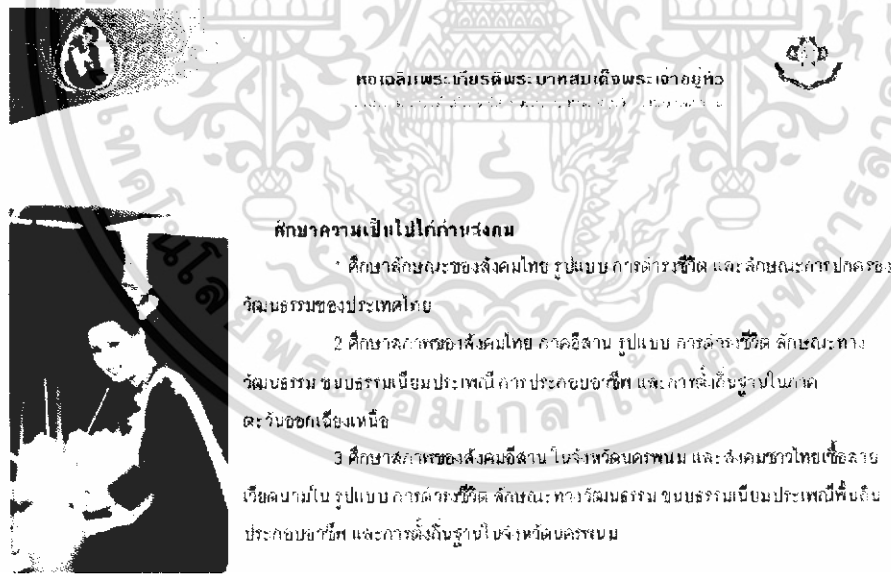 หอเฉลิมพระเกียรติพระบาทสมเด็จพระเจ้าอยู่หัว
ศึกษาความเป็นไปได้ด้านสังคม
1 ศึกษาลักษณะของสังคมไทย รูปแบบ การดำรงชีวิต และลักษณะการปกครอง
วัฒนธรรมของประเทศไทย
2 ศึกษาสภาพของสังคมไทย ภาคอีสาน รูปแบบ การดำรงชีวิต ลักษณะทาง
วัฒนธรรม ขนบธรรมเนียมประเพณี การประกอบอาชีพ และการตั้งถิ่นฐานในภาค
ตะวันออกเฉียงเหนือ
3 ศึกษาสภาพของสังคมอีสาน ในจังหวัดนครพนม และสังคมชาวไทยเชื้อสาย
เวียดนามใน รูปแบบ การดำรงชีวิต ลักษณะทางวัฒนธรรม ขนบธรรมเนียมประเพณีพื้นถิ่น
ประกอบอาชีพ และการตั้งถิ่นฐานในจังหวัดนครพนม